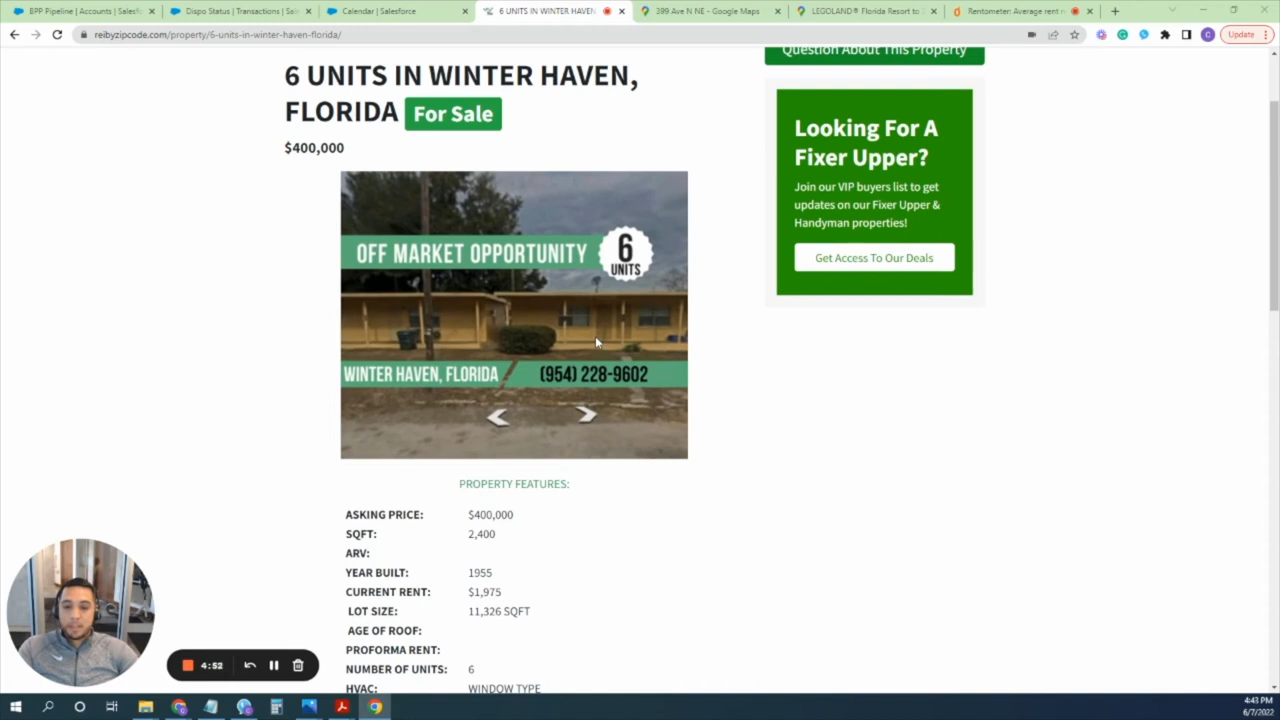 BPP Pipeline | Accounts | Salesf
Dispo Status | Transactions | Sale
Calendar | Salesforce
6 UNITS IN WINTER HAVEN,
399 Ave N NE - Google Maps
LEGOLAND® Florida Resort to
Rentometer: Average rent
reibyzipcode.com/property/6-units-in-winter-haven-florida/
Update
Question About This Property
6 UNITS IN WINTER HAVEN,
FLORIDA For Sale
$400,000
OFF MARKET OPPORTUNITY
6
UNITS
WINTER HAVEN, FLORIDA
(954) 228-9602
Looking For A
Fixer Upper?
Join our VIP buyers list to get
updates on our Fixer Upper &
Handyman properties!
Get Access To Our Deals
PROPERTY FEATURES:
ASKING PRICE: $400,000
SQFT: 2,400
ARV:
YEAR BUILT: 1955
CURRENT RENT: $1,975
LOT SIZE: 11,326 SQFT
AGE OF ROOF:
PROFORMA RENT:
NUMBER OF UNITS: 6
HVAC: WINDOW TYPE
4:52
4:43 PM
6/7/2022